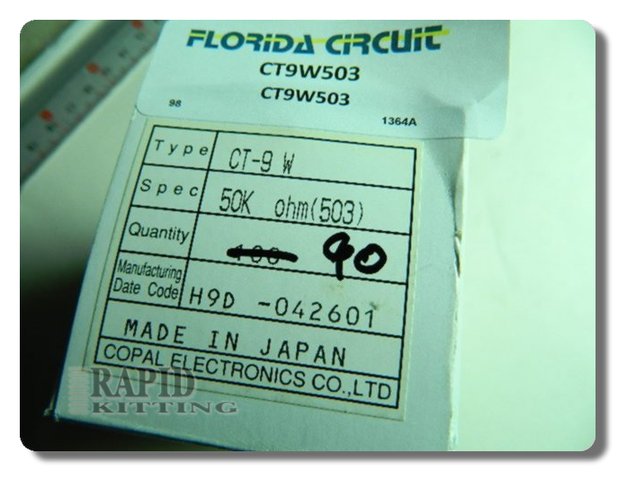 FLORIDA CIRCUIT
CT9W503
CT9W503
98 1364A
Type CT-9 W
Spec 50K ohm(503)
Quantity 100 90
Manufacturing
Date Code H9D -042601
MADE IN JAPAN
COPAL ELECTRONICS CO.,LTD
RAPID
KITTING